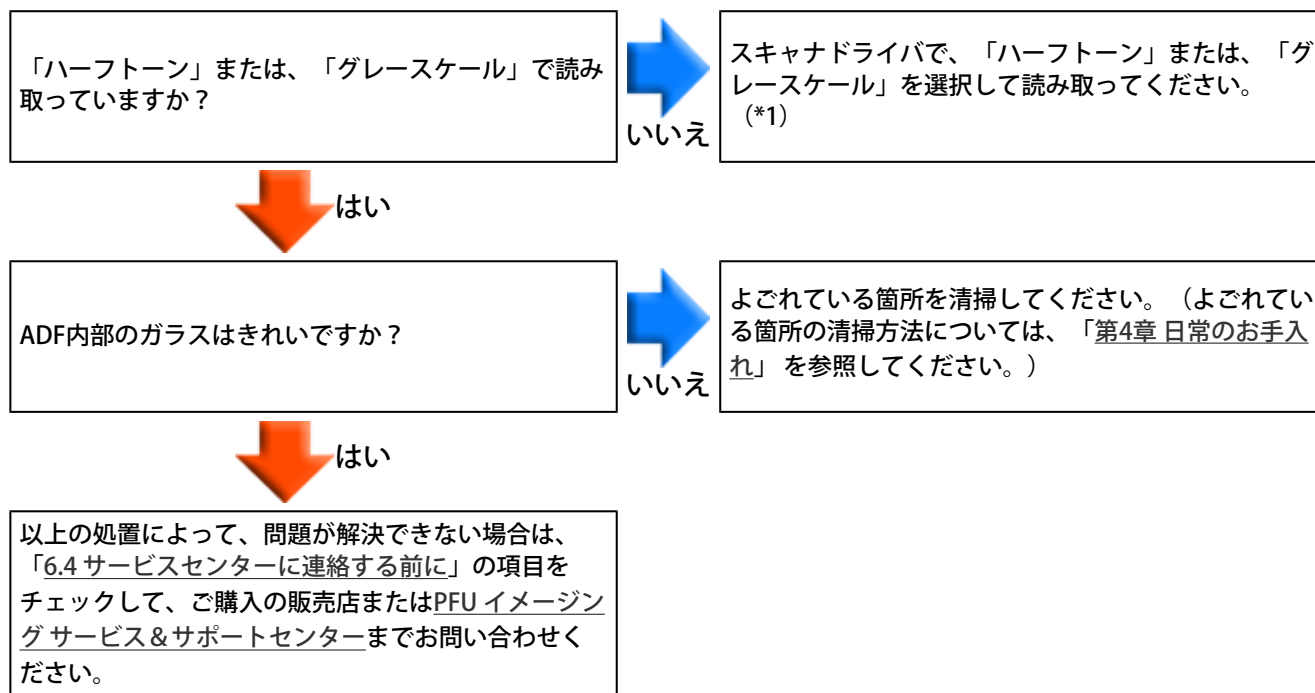 「ハーフトーン」または、「グレースケール」で読み
取っていますか？
いいえ
スキャナドライバで、「ハーフトーン」または、「グ
レースケール」を選択して読み取ってください。
（*1）
はい
ADF内部のガラスはきれいですか？
いいえ
よごれている箇所を清掃してください。（よごれてい
る箇所の清掃方法については、「第4章 日常のお手入
れ」 を参照してください。）
はい
以上の処置によって、問題が解決できない場合は、
「6.4 サービスセンターに連絡する前に」の項目を
チェックして、ご購入の販売店またはPFU イメージン
グ サービス＆サポートセンターまでお問い合わせく
ださい。